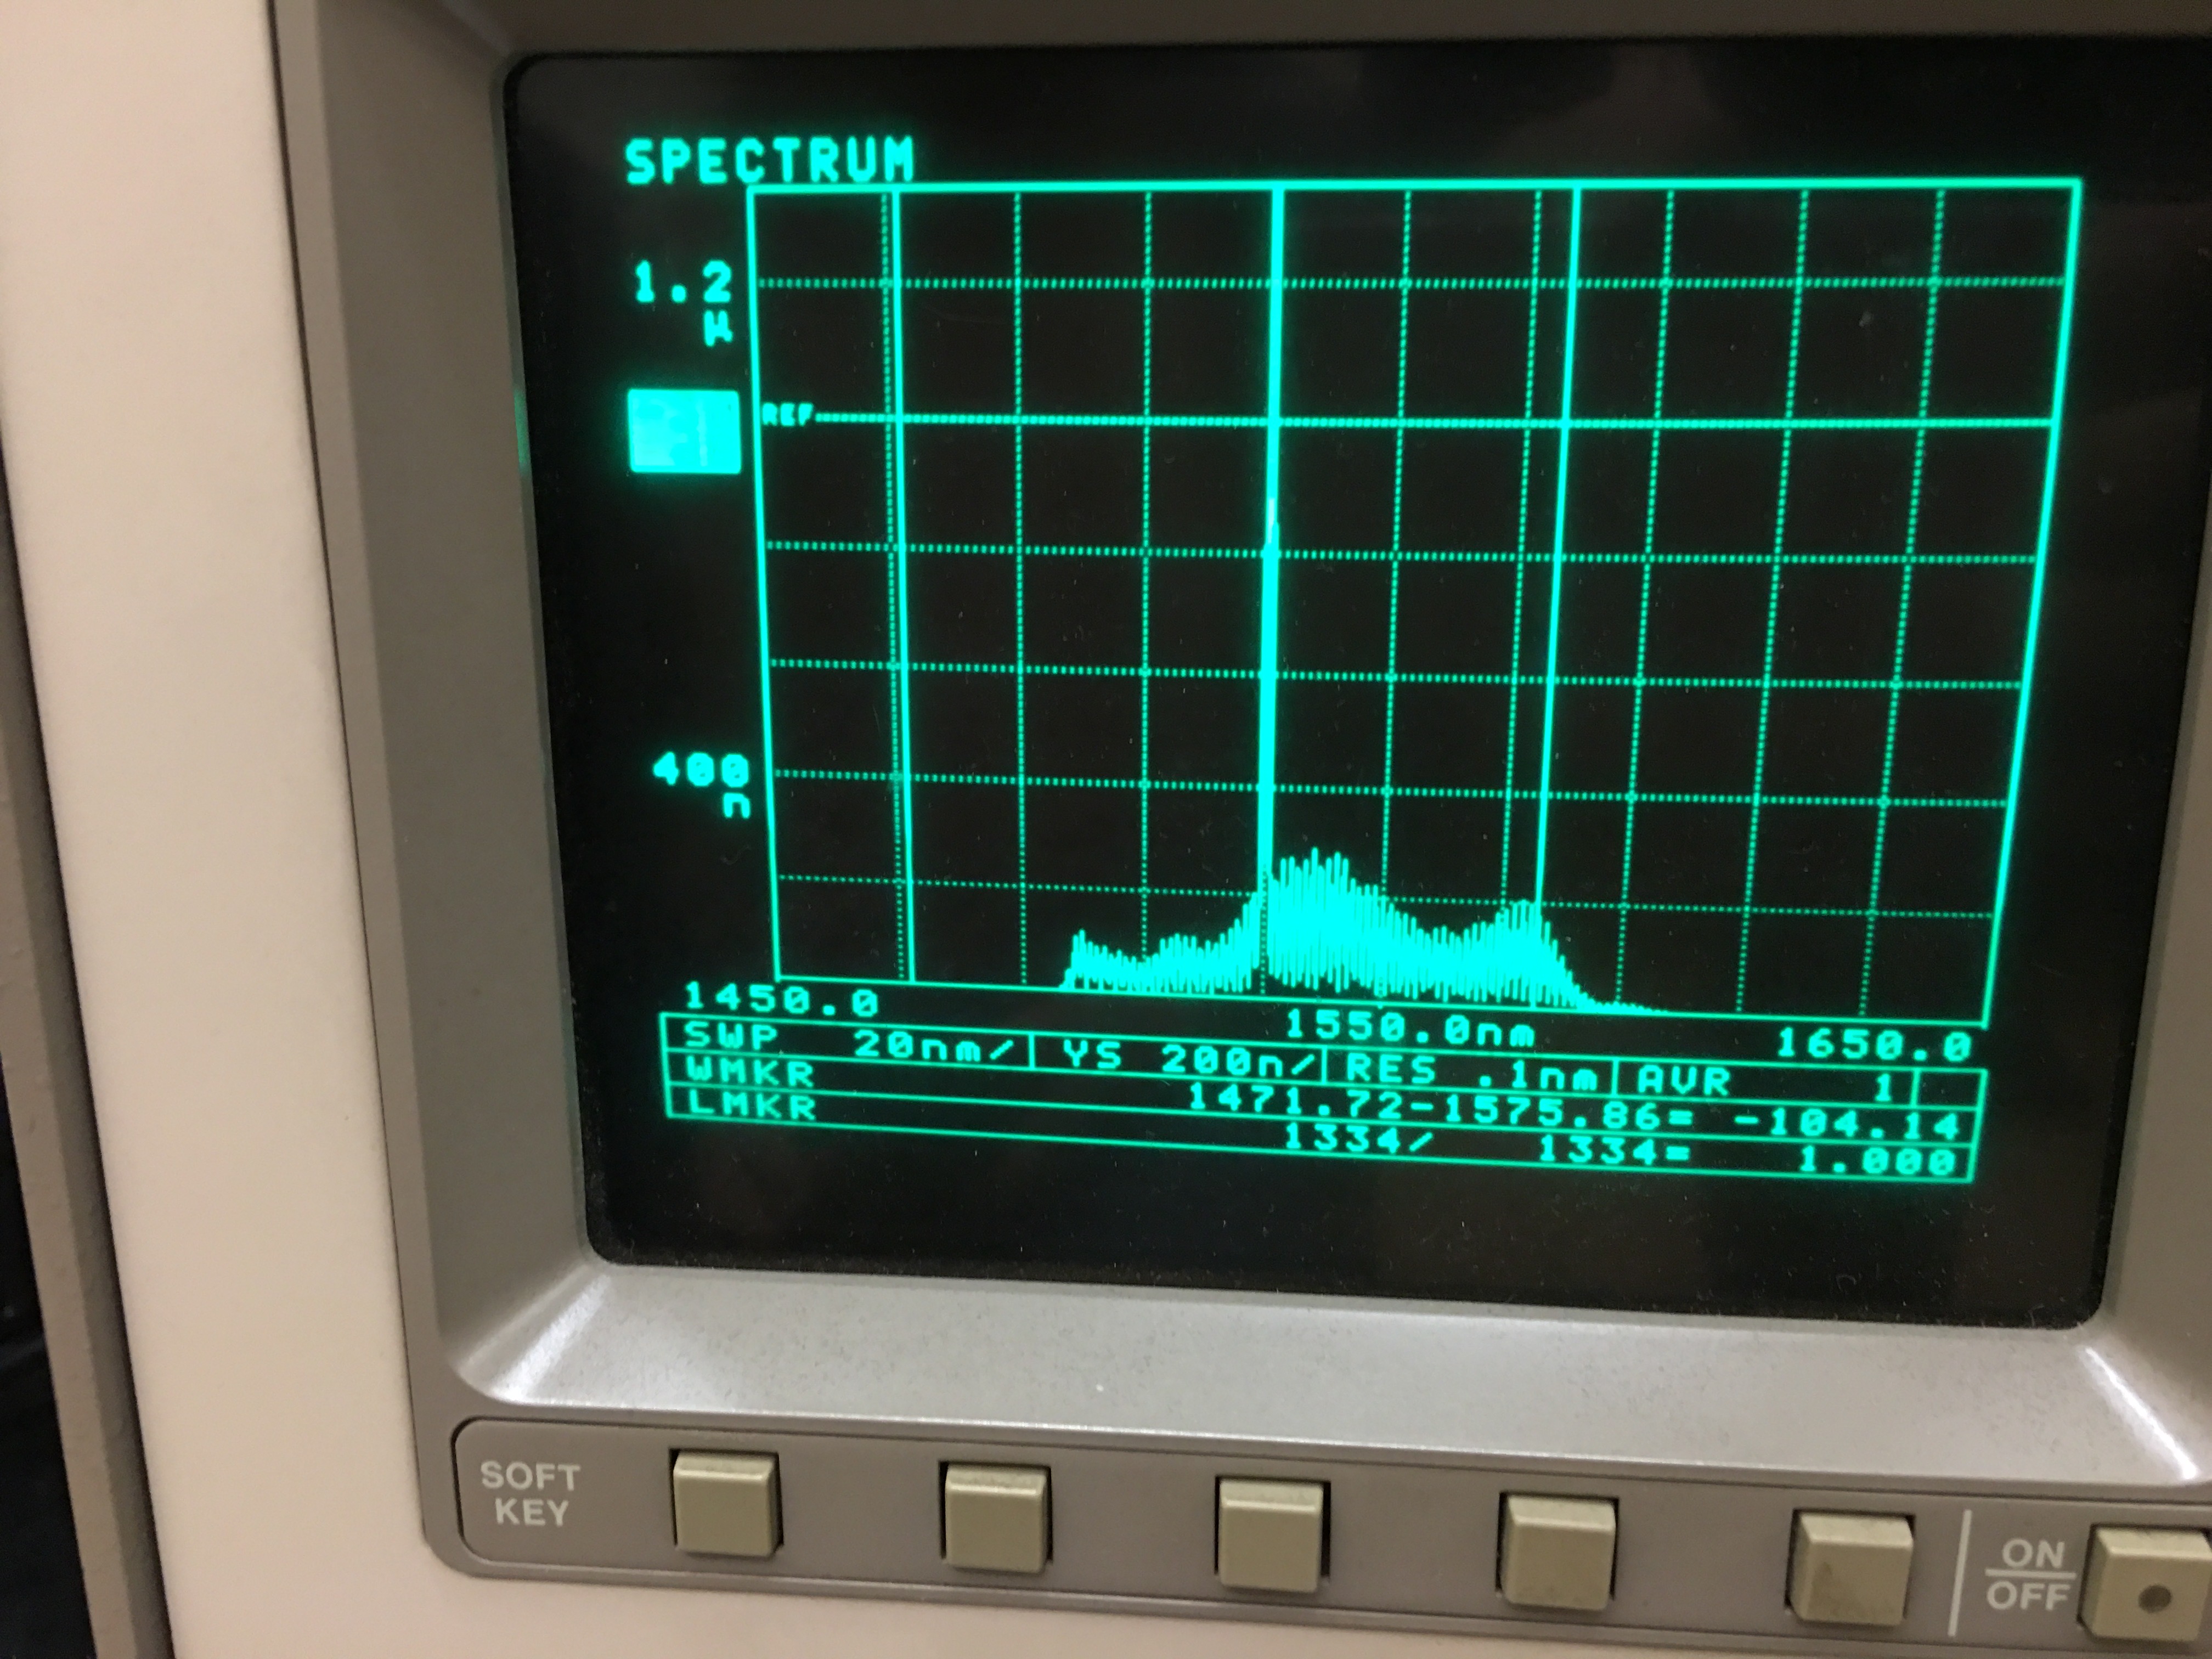 SPECTRUM
1.2
μ
REF
400
n
1450.0 1550.0nm 1650.0
SWP 20nm/ YS 200n/ RES .1nm AVR 1
WMKR 1471.72-1575.86= -104.14
LMKR 1334/ 1334= 1.000
SOFT
KEY
ON
OFF